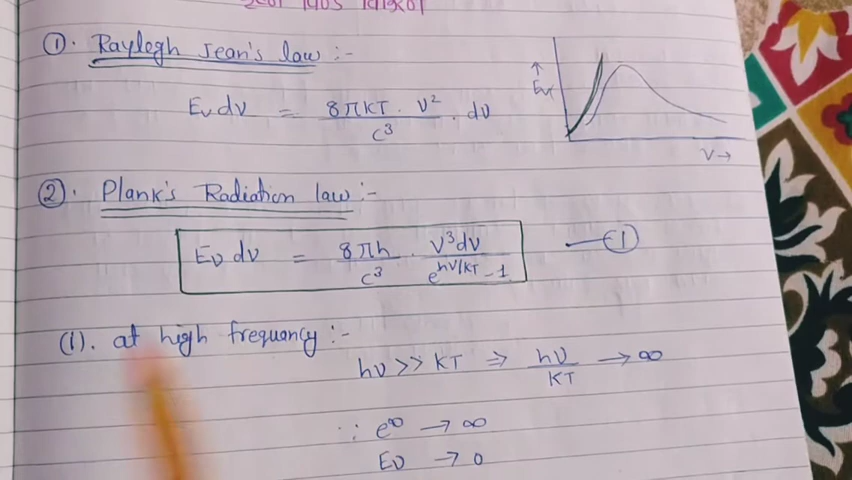 ①. Raylegh Jean's law :-
Eν dν = 8πKT . ν² / c³ . dν
↑ Eν
ν→
②. Plank's Radiation law :-
Eν dν = 8πh / c³ . ν³dν / e^hν/KT - 1 —①
(1). at high frequancy :-
hν >> KT ⇒ hν / KT → ∞
∵ e^∞ → ∞
Eν → 0